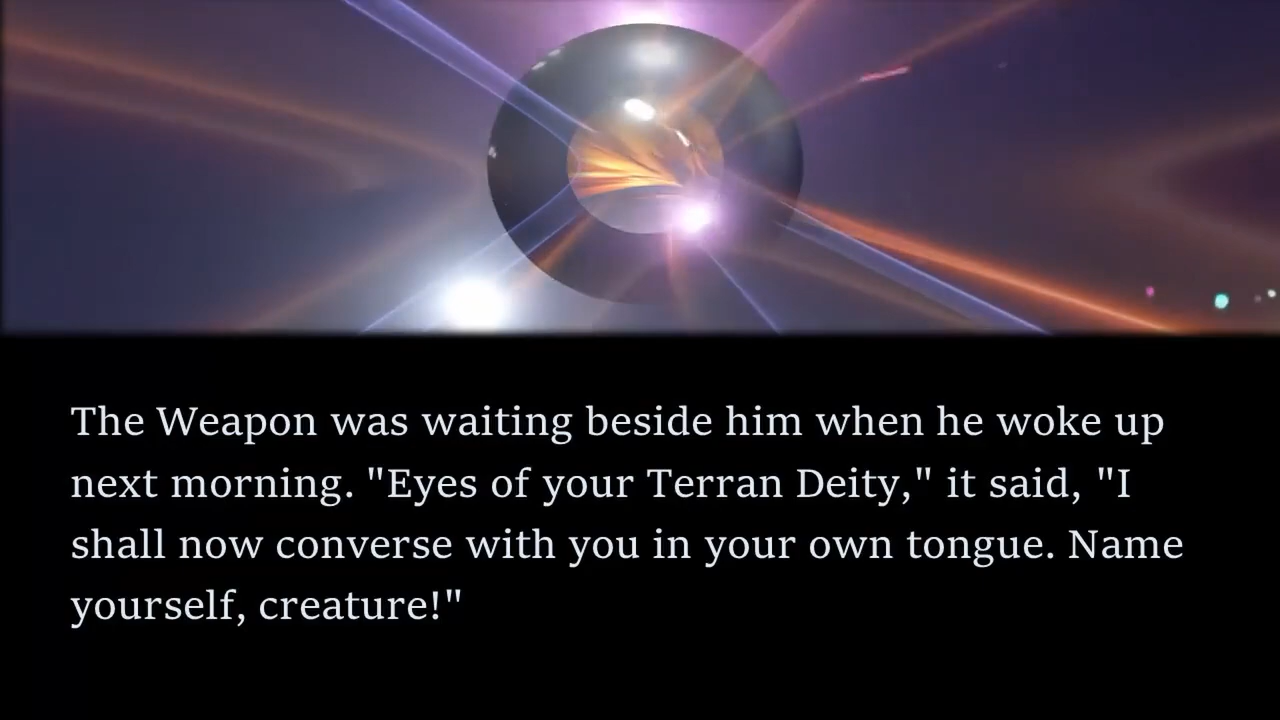 The Weapon was waiting beside him when he woke up
next morning. "Eyes of your Terran Deity," it said, "I
shall now converse with you in your own tongue. Name
yourself, creature!"